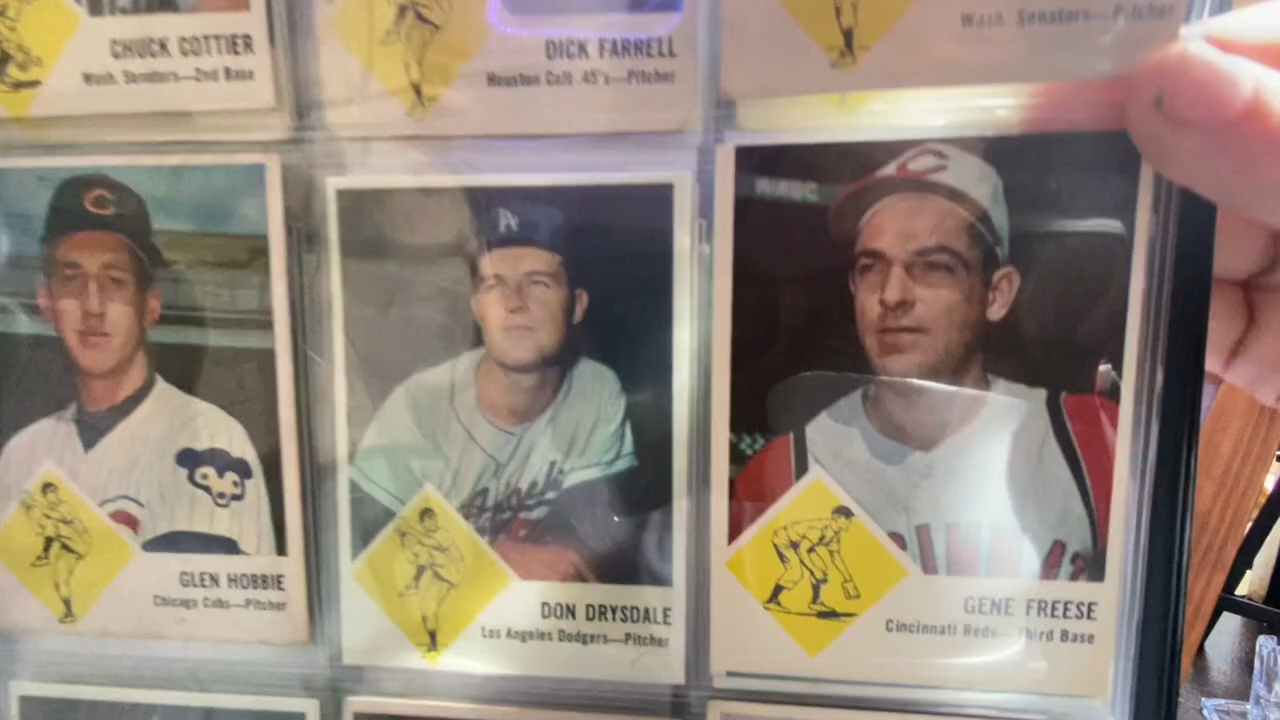 CHUCK COTTIER
Wash. Senators—2nd Base
DICK FARRELL
Houston Colt .45's—Pitcher
Wash. Senators—Pitcher
C
GLEN HOBBIE
Chicago Cubs—Pitcher
LA
DON DRYSDALE
Los Angeles Dodgers—Pitcher
C
GENE FREESE
Cincinnati Reds—Third Base